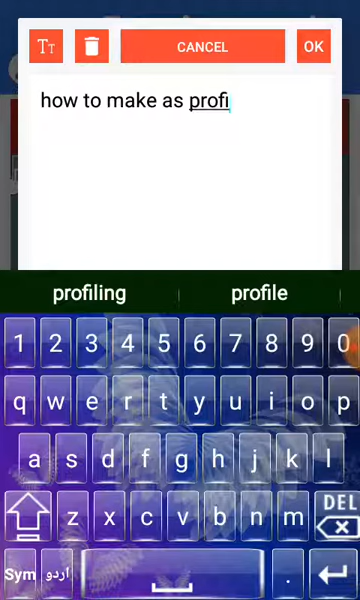 TT CANCEL OK
how to make as profi
profiling profile
1 2 3 4 5 6 7 8 9 0
q w e r t y u i o p
a s d f g h j k l
z x c v b n m DEL
Sym اردو .